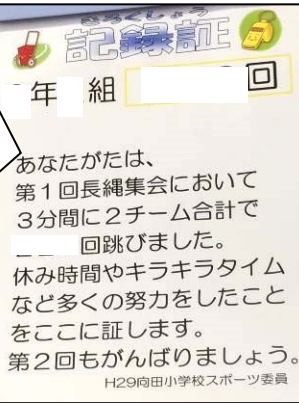 きろくしょう
記録証
年 組 回
あなたがたは、
第1回長縄集会において
3分間に2チーム合計で
回跳びました。
休み時間やキラキラタイム
など多くの努力をしたこと
をここに証します。
第2回もがんばりましょう。
H29向田小学校スポーツ委員